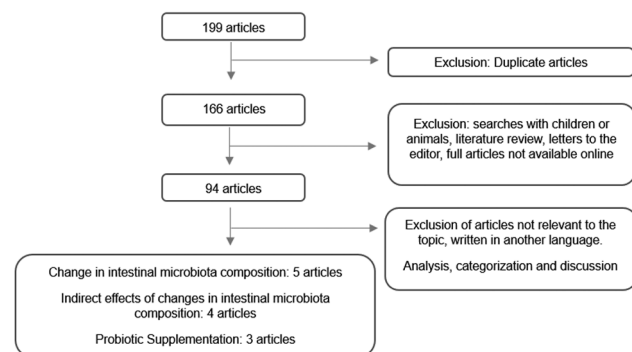 199 articles
Exclusion: Duplicate articles
166 articles
Exclusion: searches with children or
animals, literature review, letters to the
editor, full articles not available online
94 articles
Exclusion of articles not relevant to the
topic, written in another language.
Analysis, categorization and discussion
Change in intestinal microbiota composition: 5 articles
Indirect effects of changes in intestinal microbiota
composition: 4 articles
Probiotic Supplementation: 3 articles